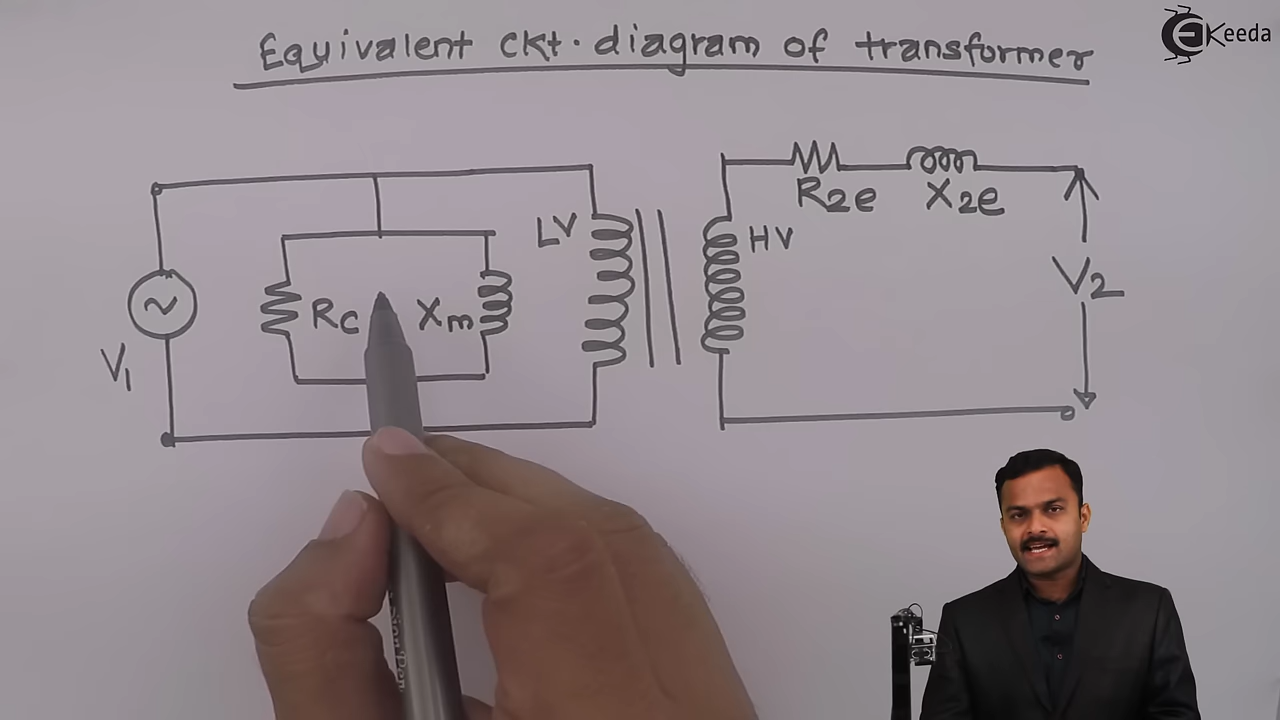 Equivalent ckt. diagram of transformer
EKeeda
R2e X2e
LV HV
Rc Xm
V2
V1